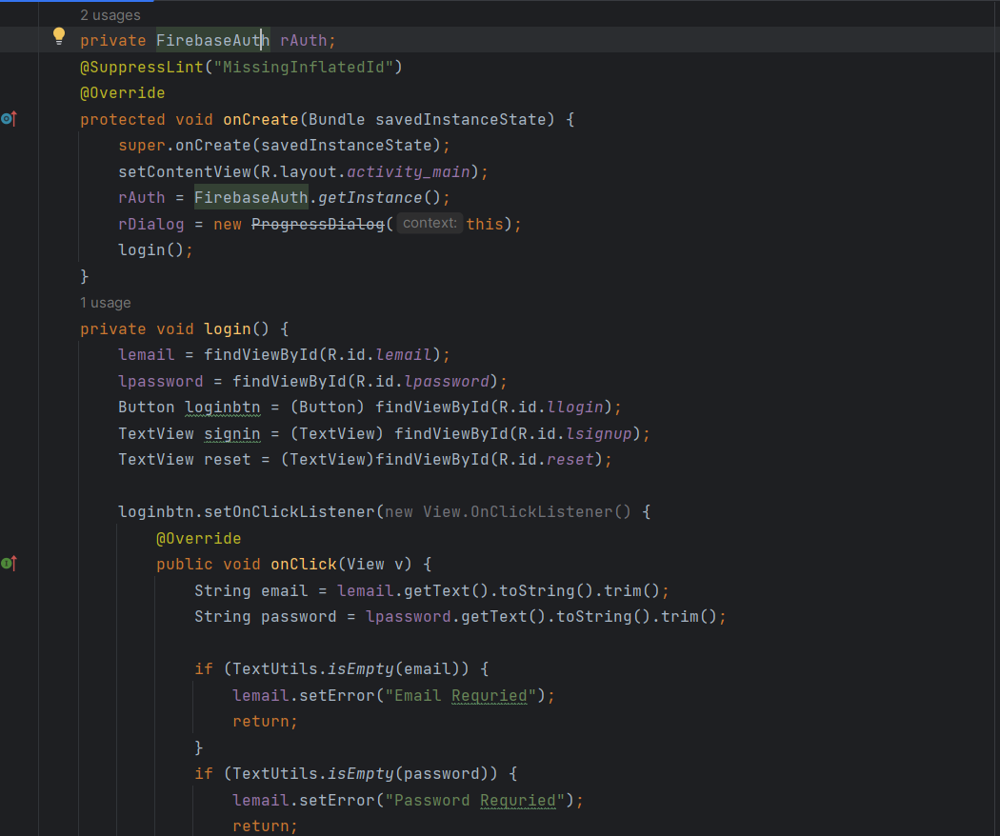 2 usages
private FirebaseAuth rAuth;
@SuppressLint("MissingInflatedId")
@Override
protected void onCreate(Bundle savedInstanceState) {
super.onCreate(savedInstanceState);
setContentView(R.layout.activity_main);
rAuth = FirebaseAuth.getInstance();
rDialog = new ProgressDialog( context: this);
login();
}
1 usage
private void login() {
lemail = findViewById(R.id.lemail);
lpassword = findViewById(R.id.lpassword);
Button loginbtn = (Button) findViewById(R.id.llogin);
TextView signin = (TextView) findViewById(R.id.lsignup);
TextView reset = (TextView)findViewById(R.id.reset);
loginbtn.setOnClickListener(new View.OnClickListener() {
@Override
public void onClick(View v) {
String email = lemail.getText().toString().trim();
String password = lpassword.getText().toString().trim();
if (TextUtils.isEmpty(email)) {
lemail.setError("Email Requried");
return;
}
if (TextUtils.isEmpty(password)) {
lemail.setError("Password Requried");
return;